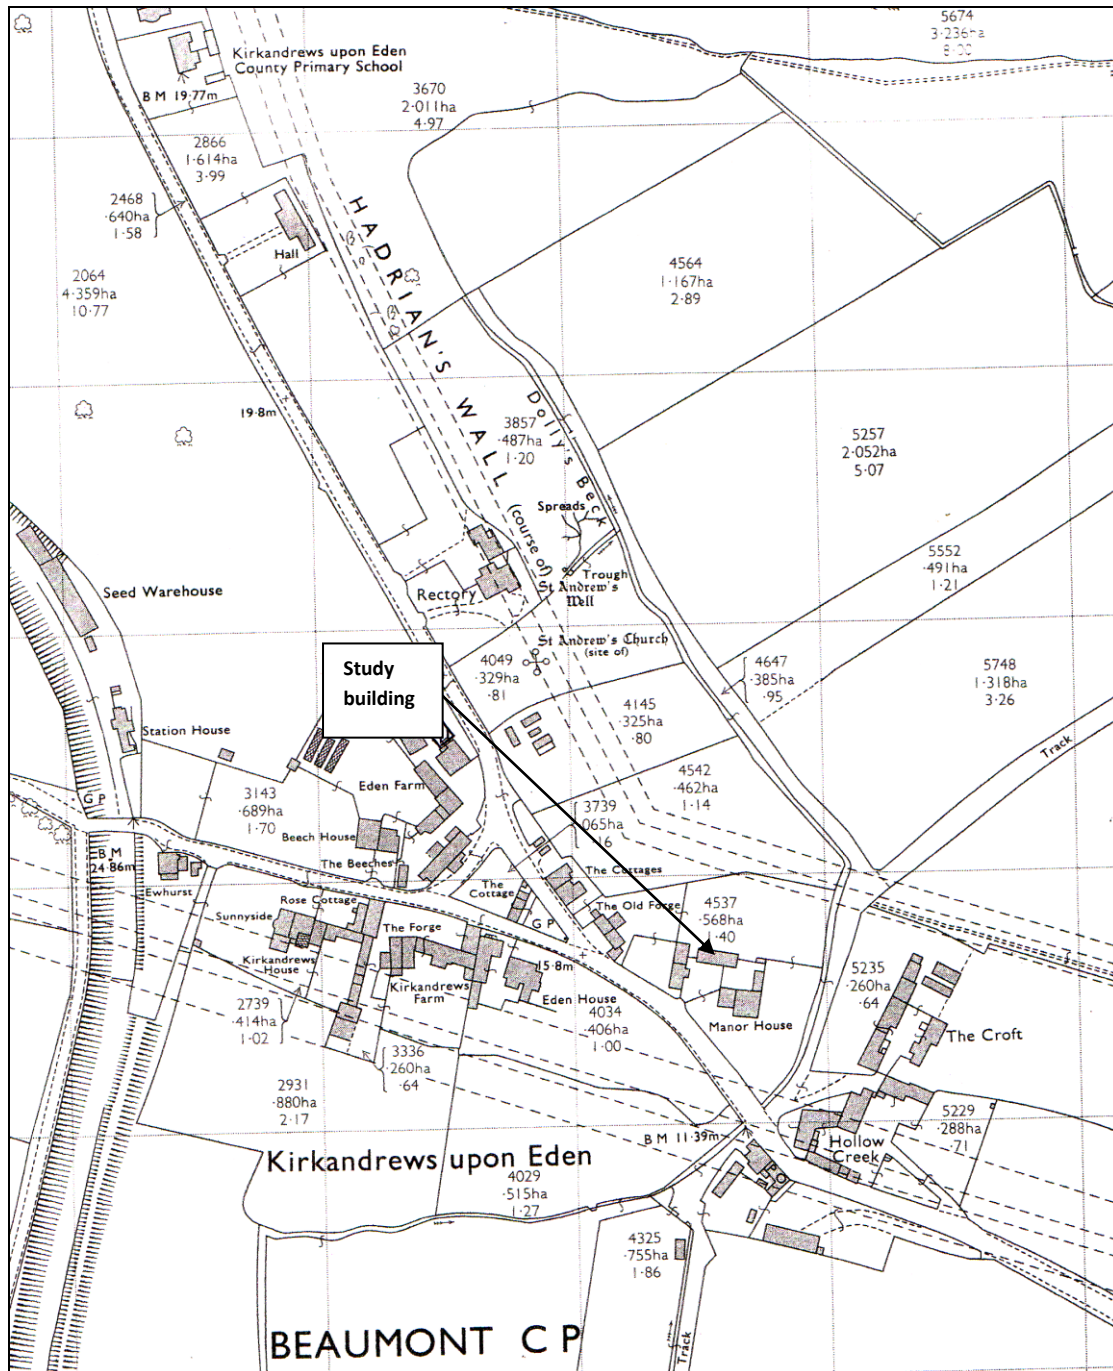 5674
3·236ha
8·00
Kirkandrews upon Eden
County Primary School
B M 19·77m
3670
2·011ha
4·97
2866
1·614ha
3·99
2468
·640ha
1·58
Hall
HADRIAN'S WALL
(course of)
2064
4·359ha
10·77
4564
1·167ha
2·89
19·8m
3857
·487ha
1·20
Dolly's Beck
5257
2·052ha
5·07
Spreads
Trough
St Andrew's
Well
5552
·491ha
1·21
Seed Warehouse
Rectory
St Andrew's Church
(site of)
Study
building
4049
·329ha
·81
4647
·385ha
·95
5748
1·318ha
3·26
4145
·325ha
·80
Station House
Track
4542
·462ha
1·14
Eden Farm
G P
3143
·689ha
1·70
3739
·065ha
·16
Beech House
B M
24·86m
The Beeches
Ewhurst
The Cottages
The Cottage
Rose Cottage
Sunnyside
The Old Forge
4537
·568ha
1·40
The Forge
G P
15·8m
Kirkandrews
House
Kirkandrews
Farm
Eden House
4034
·406ha
1·00
Manor House
5235
·260ha
·64
The Croft
2739
·414ha
1·02
3336
·260ha
·64
2931
·880ha
2·17
B M 11·39m
Hollow
Creek
5229
·288ha
·71
Kirkandrews upon Eden
4029
·515ha
1·27
4325
·755ha
1·86
BEAUMONT C P
Track